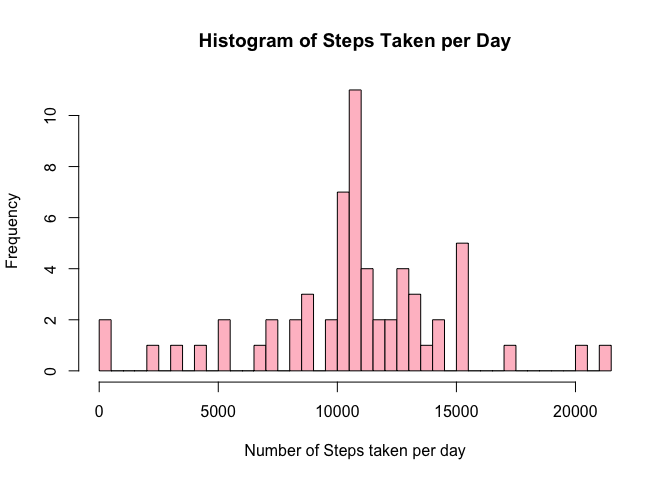 Histogram of Steps Taken per Day
Frequency
10
8
6
4
2
0
0 5000 10000 15000 20000
Number of Steps taken per day